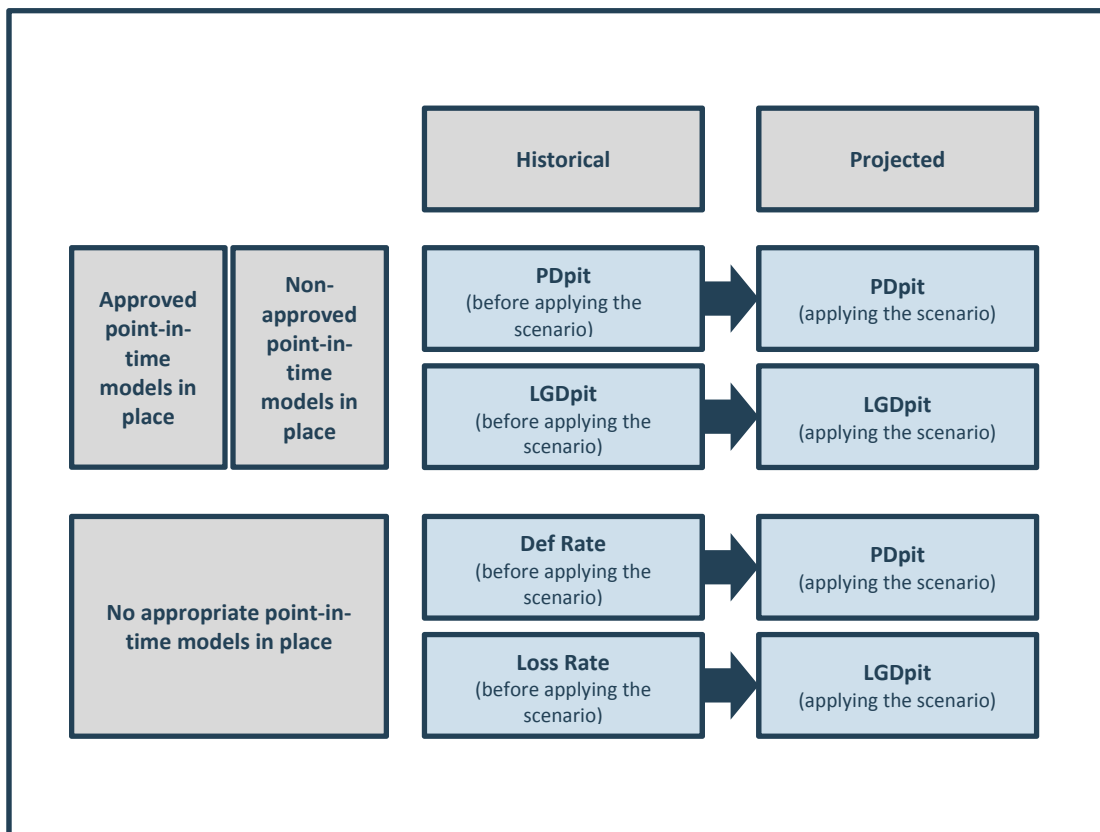 Historical
Projected
Approved
point-in-
time
models in
place
Non-
approved
point-in-
time
models in
place
PDpit
(before applying the
scenario)
PDpit
(applying the scenario)
LGDpit
(before applying the
scenario)
LGDpit
(applying the scenario)
No appropriate point-in-
time models in place
Def Rate
(before applying the
scenario)
PDpit
(applying the scenario)
Loss Rate
(before applying the
scenario)
LGDpit
(applying the scenario)